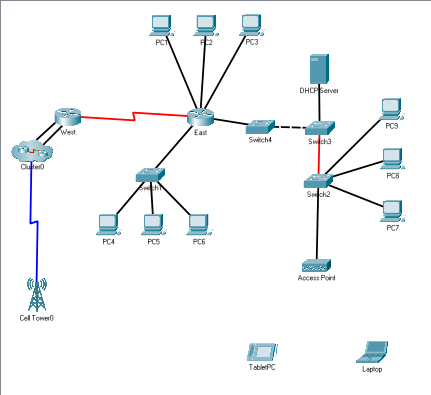 PC1
PC2
PC3
DHCP Server
PC9
West
East
Switch4
Switch3
Cluster0
PC8
Switch1
Switch2
PC7
PC4
PC5
PC6
Access Point
Cell Tower0
TabletPC
Laptop